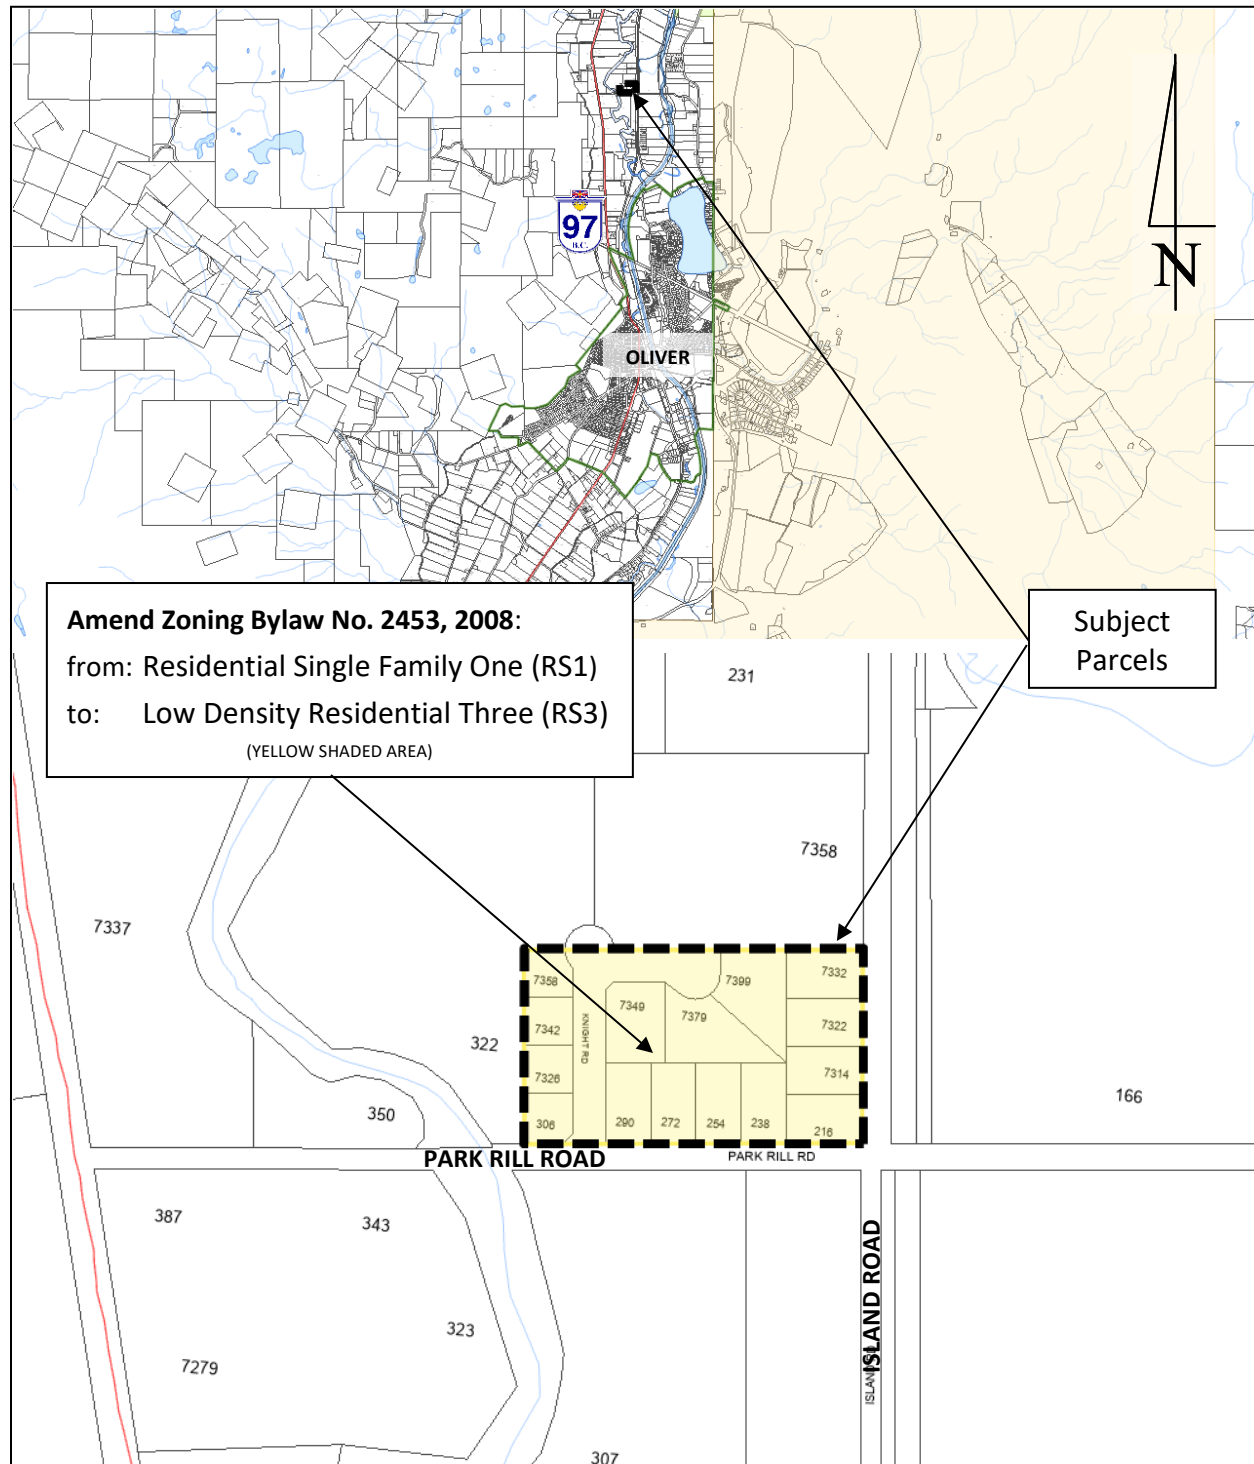 97
B.C.
N
OLIVER
Amend Zoning Bylaw No. 2453, 2008:
from: Residential Single Family One (RS1)
to: Low Density Residential Three (RS3)
(YELLOW SHADED AREA)
Subject
Parcels
231
7358
7337
7358
7399
7332
7349
7379
7342
KNIGHT RD
7322
322
7326
7314
350
166
306
290
272
254
238
216
PARK RILL ROAD
PARK RILL RD
387
343
ISLAND ROAD
323
7279
307